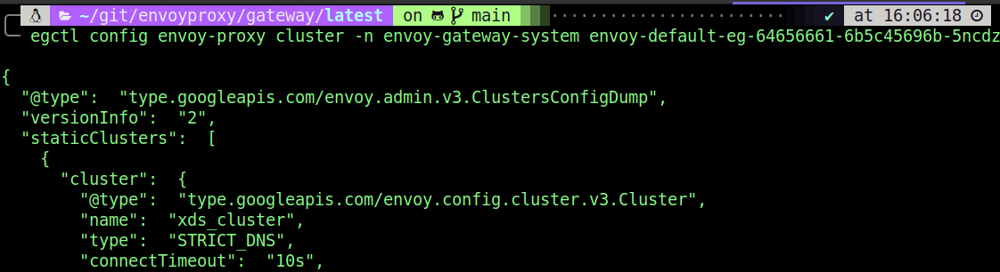 ~/git/envoyproxy/gateway/latest on main ✔ at 16:06:18
egctl config envoy-proxy cluster -n envoy-gateway-system envoy-default-eg-64656661-6b5c45696b-5ncdz
{
"@type": "type.googleapis.com/envoy.admin.v3.ClustersConfigDump",
"versionInfo": "2",
"staticClusters": [
{
"cluster": {
"@type": "type.googleapis.com/envoy.config.cluster.v3.Cluster",
"name": "xds_cluster",
"type": "STRICT_DNS",
"connectTimeout": "10s",